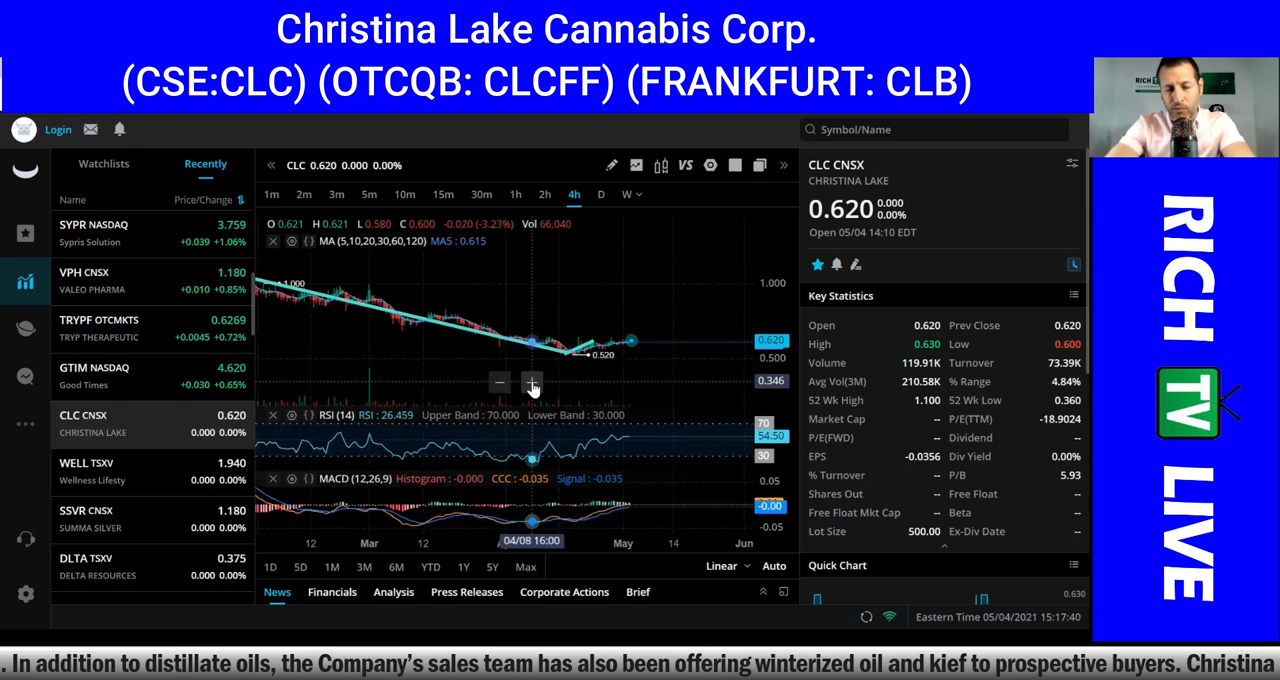 Christina Lake Cannabis Corp.
(CSE:CLC) (OTCQB: CLCFF) (FRANKFURT: CLB)
RICH T
Login
Symbol/Name
Watchlists Recently
Name Price/Change
SYPR NASDAQ 3.759
Sypris Solution +0.039 +1.06%
VPH CNSX 1.180
VALEO PHARMA +0.010 +0.85%
TRYPF OTCMKTS 0.6269
TRYP THERAPEUTIC +0.0045 +0.72%
GTIM NASDAQ 4.620
Good Times +0.030 +0.65%
CLC CNSX 0.620
CHRISTINA LAKE 0.000 0.00%
WELL TSXV 1.940
Wellness Lifesty 0.000 0.00%
SSVR CNSX 1.180
SUMMA SILVER 0.000 0.00%
DLTA TSXV 0.375
DELTA RESOURCES 0.000 0.00%
CLC 0.620 0.000 0.00%
VS
1m 2m 3m 5m 10m 15m 30m 1h 2h 4h D W
O 0.621 H 0.621 L 0.580 C 0.600 -0.020 (-3.23%) Vol 66,040
MA (5,10,20,30,60,120) MA5 : 0.615
1.000
1.000
0.620
0.520
0.500
0.346
RSI (14) RSI : 26.459 Upper Band : 70.000 Lower Band : 30.000
70
54.50
30
MACD (12,26,9) Histogram : -0.000 CCC : -0.035 Signal : -0.035
0.05
-0.00
-0.05
12 Mar 12 04/08 16:00 May 14 Jun
1D 5D 1M 3M 6M YTD 1Y 5Y Max Linear Auto
News Financials Analysis Press Releases Corporate Actions Brief
CLC CNSX
CHRISTINA LAKE
0.620 0.000
0.00%
Open 05/04 14:10 EDT
Key Statistics
Open 0.620 Prev Close 0.620
High 0.630 Low 0.600
Volume 119.91K Turnover 73.39K
Avg Vol(3M) 210.58K % Range 4.84%
52 Wk High 1.100 52 Wk Low 0.360
Market Cap -- P/E(TTM) -18.9024
P/E(FWD) -- Dividend --
EPS -0.0356 Div Yield 0.00%
% Turnover -- P/B 5.93
Shares Out -- Free Float --
Free Float Mkt Cap -- Beta --
Lot Size 500.00 Ex-Div Date --
Quick Chart
0.630
Eastern Time 05/04/2021 15:17:40
RICH
TV
LIVE
. In addition to distillate oils, the Company's sales team has also been offering winterized oil and kief to prospective buyers. Christina